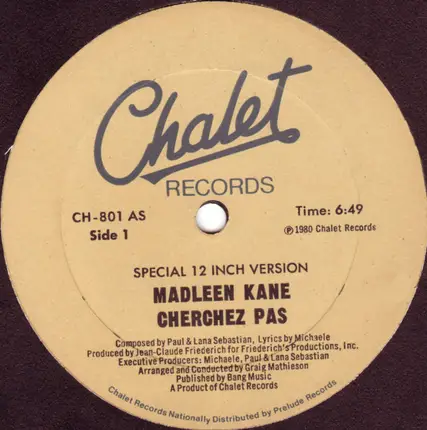 Chalet
RECORDS
CH-801 AS
Side 1
Time: 6:49
℗ 1980 Chalet Records
SPECIAL 12 INCH VERSION
MADLEEN KANE
CHERCHEZ PAS
Composed by Paul & Lana Sebastian, Lyrics by Michaele
Produced by Jean-Claude Friederich for Friederich's Productions, Inc.
Executive Producers: Michaele, Paul & Lana Sebastian
Arranged and Conducted by Graig Mathieson
Published by Bang Music
A Product of Chalet Records
Chalet Records Nationally Distributed by Prelude Records